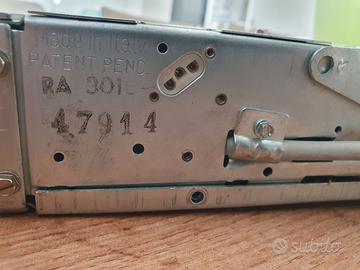 Made in Italy
PATENT PEND.
RA 301
47914
subito